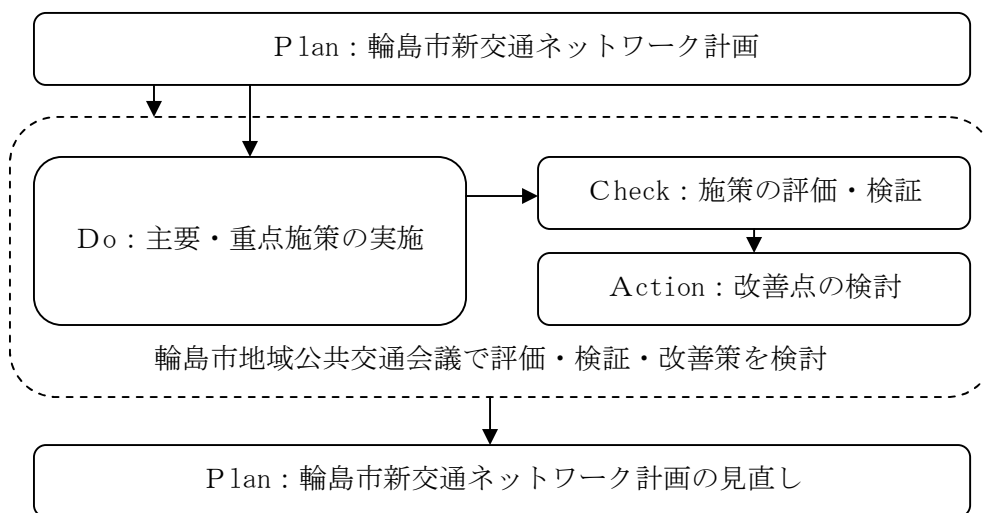 Ｐlan：輪島市新交通ネットワーク計画
Ｄo：主要・重点施策の実施
Ｃheck：施策の評価・検証
Ａction：改善点の検討
輪島市地域公共交通会議で評価・検証・改善策を検討
Ｐlan：輪島市新交通ネットワーク計画の見直し